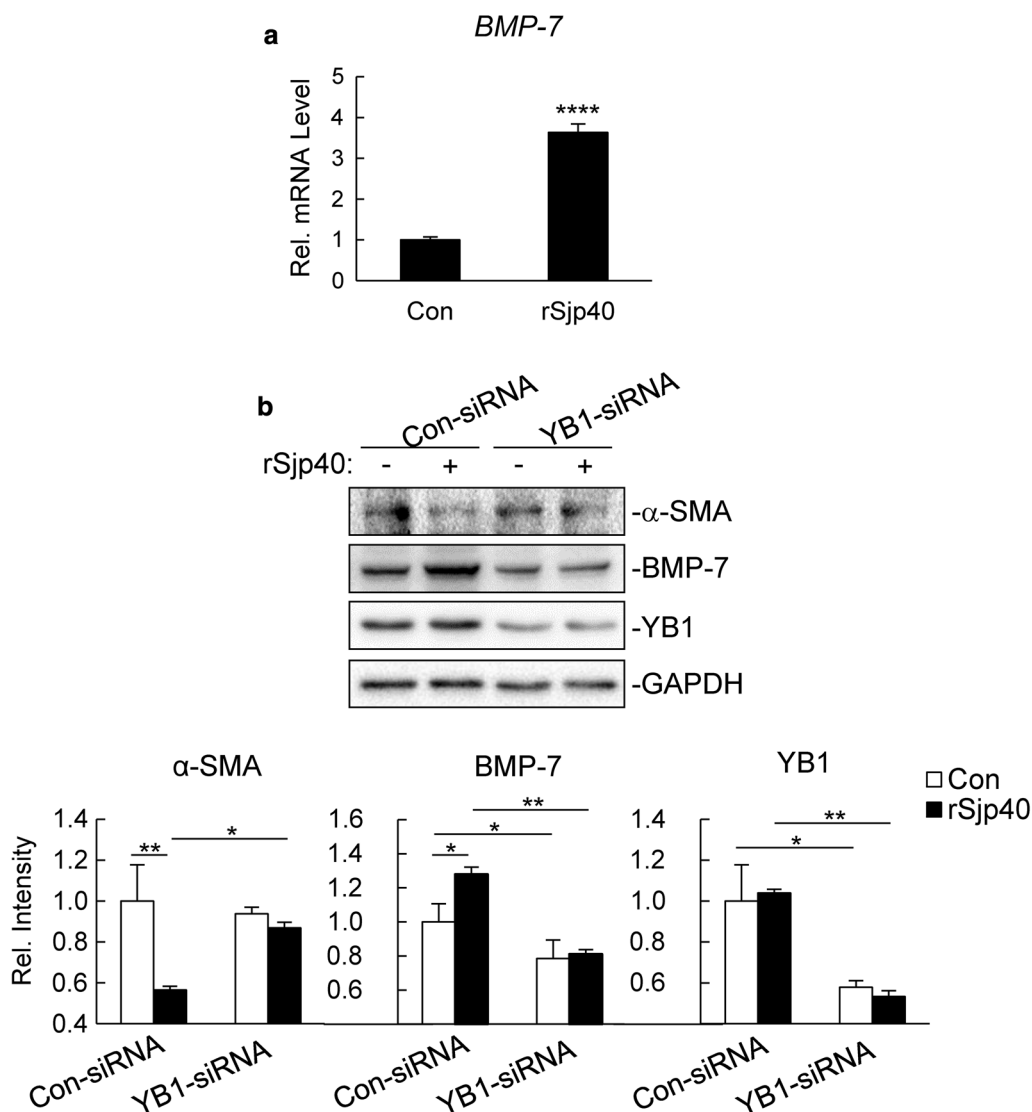 a
BMP-7
Rel. mRNA Level
5
4
3
2
1
0
****
Con
rSjp40
b
Con-siRNA
YB1-siRNA
rSjp40: - + - +
-α-SMA
-BMP-7
-YB1
-GAPDH
α-SMA
BMP-7
YB1
Con
rSjp40
Rel. Intensity
1.4
1.2
1.0
0.8
0.6
0.4
**
*
Con-siRNA
YB1-siRNA
1.6
1.4
1.2
1.0
0.8
0.6
**
*
*
Con-siRNA
YB1-siRNA
1.4
1.2
1.0
0.8
0.6
**
*
Con-siRNA
YB1-siRNA